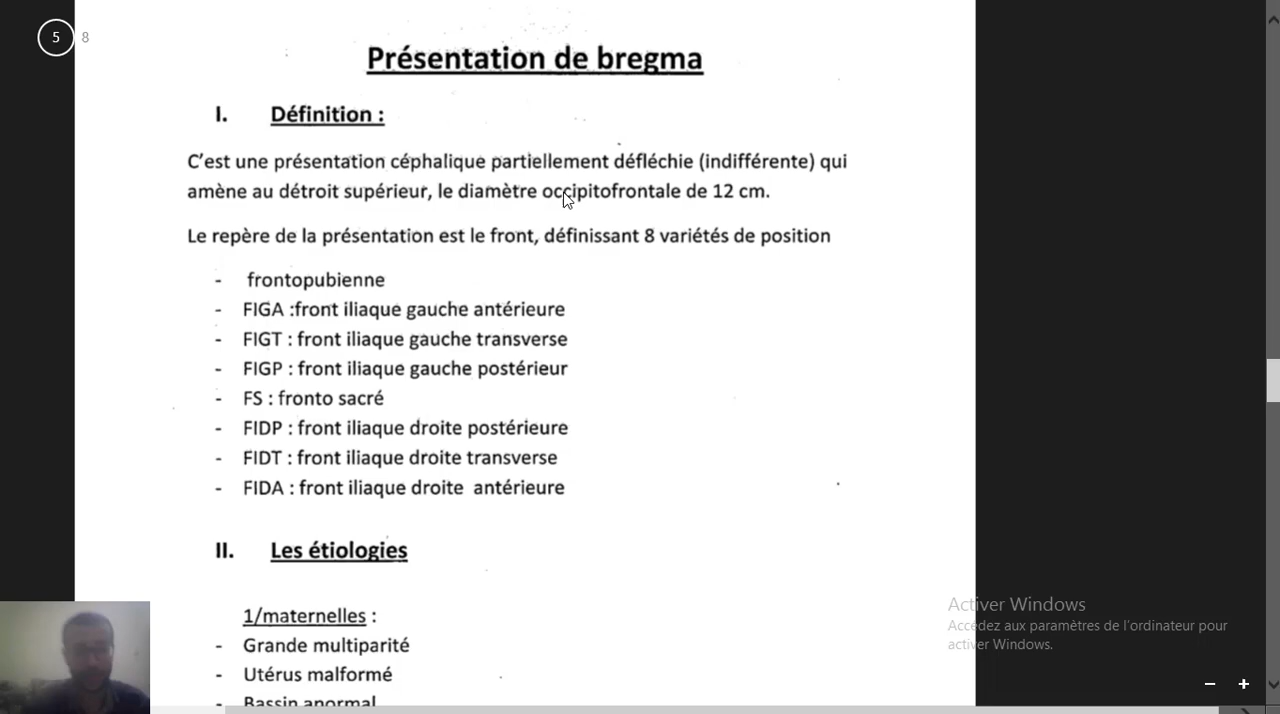 5 8
Présentation de bregma
I. Définition :
C'est une présentation céphalique partiellement défléchie (indifférente) qui
amène au détroit supérieur, le diamètre occipitofrontale de 12 cm.
Le repère de la présentation est le front, définissant 8 variétés de position
- frontopubienne
- FIGA :front iliaque gauche antérieure
- FIGT : front iliaque gauche transverse
- FIGP : front iliaque gauche postérieur
- FS : fronto sacré
- FIDP : front iliaque droite postérieure
- FIDT : front iliaque droite transverse
- FIDA : front iliaque droite antérieure
II. Les étiologies
1/maternelles :
- Grande multiparité
- Utérus malformé
- Bassin anormal
Activer Windows
Accédez aux paramètres de l'ordinateur pour
activer Windows.